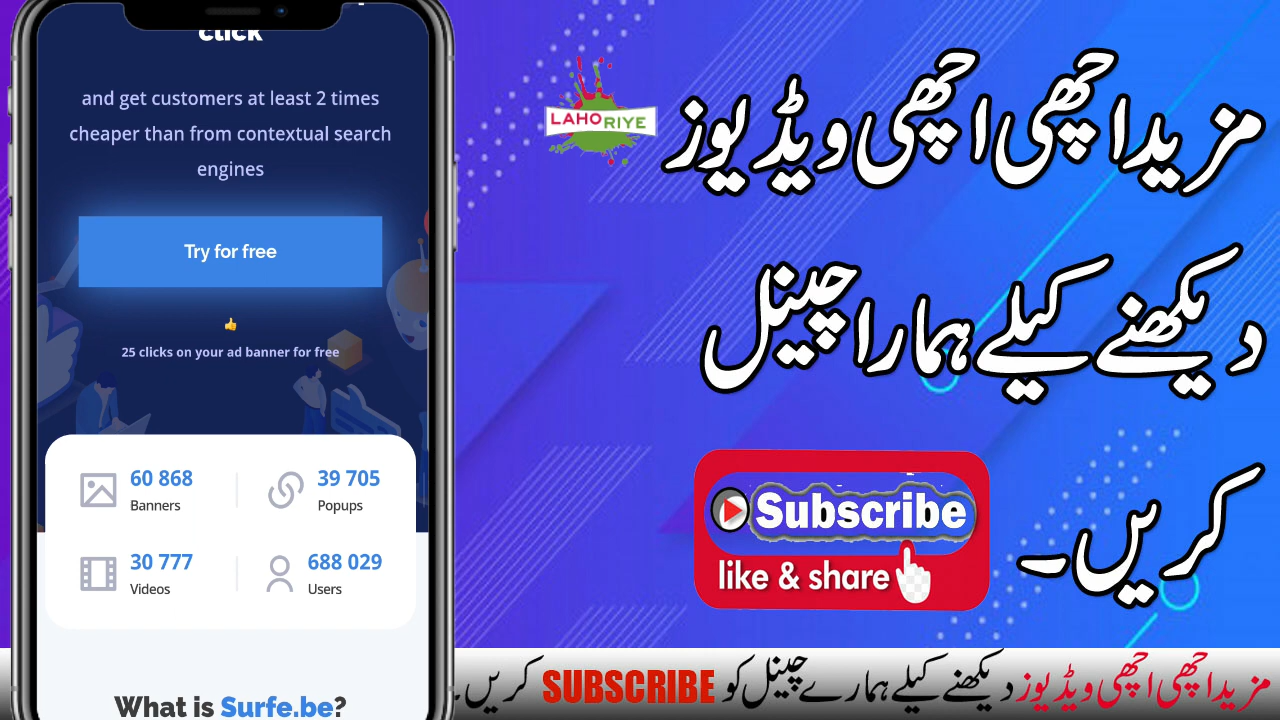 click
and get customers at least 2 times
cheaper than from contextual search
engines
Try for free
25 clicks on your ad banner for free
60 868
Banners
39 705
Popups
30 777
Videos
688 029
Users
What is Surfe.be?
LAHORIYE
مزید اچھی اچھی ویڈیوز
دیکھنے کیلے ہمارا چینل
کریں۔
Subscribe
like & share
مزید اچھی اچھی ویڈیوز دیکھنے کیلے ہمارے چینل کو SUBSCRIBE کریں۔